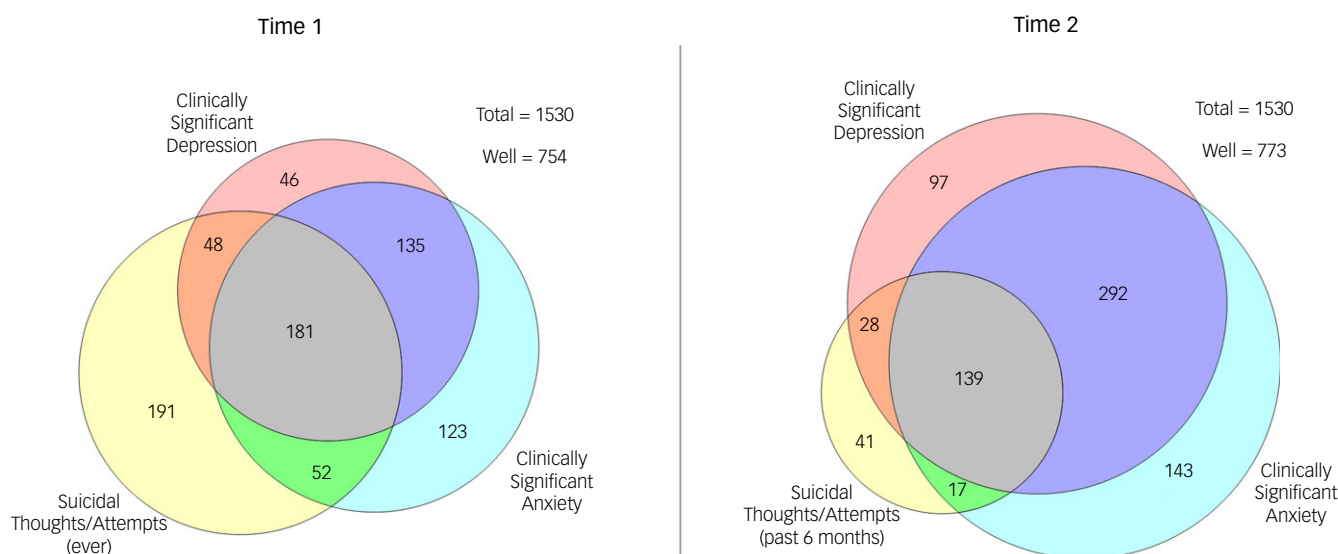 Time 1
Clinically
Significant
Depression
Total = 1530
Well = 754
46
48
135
181
191
123
52
Suicidal
Thoughts/Attempts
(ever)
Clinically
Significant
Anxiety
Time 2
Clinically
Significant
Depression
Total = 1530
Well = 773
97
292
28
139
41
17
143
Suicidal
Thoughts/Attempts
(past 6 months)
Clinically
Significant
Anxiety